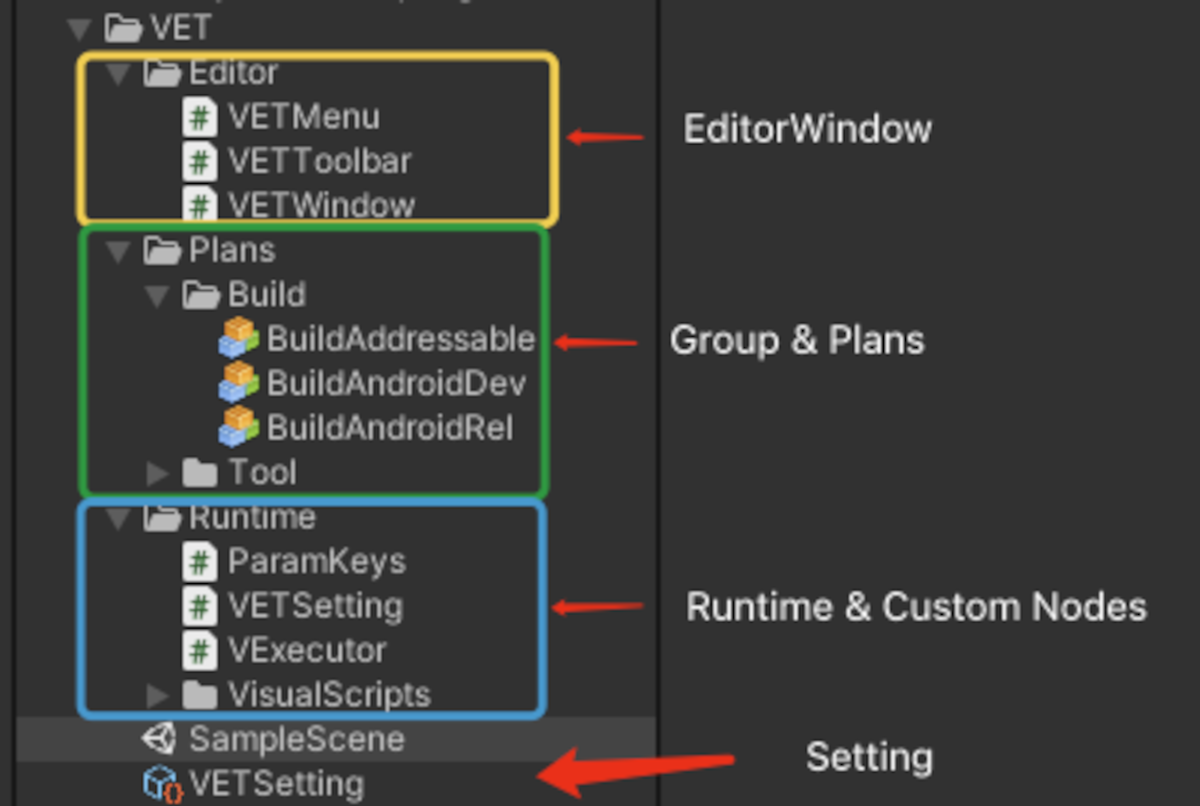 VET
Editor
VETMenu
VETToolbar
VETWindow
EditorWindow
Plans
Build
BuildAddressable
BuildAndroidDev
BuildAndroidRel
Tool
Group & Plans
Runtime
ParamKeys
VETSetting
VExecutor
VisualScripts
Runtime & Custom Nodes
SampleScene
VETSetting
Setting